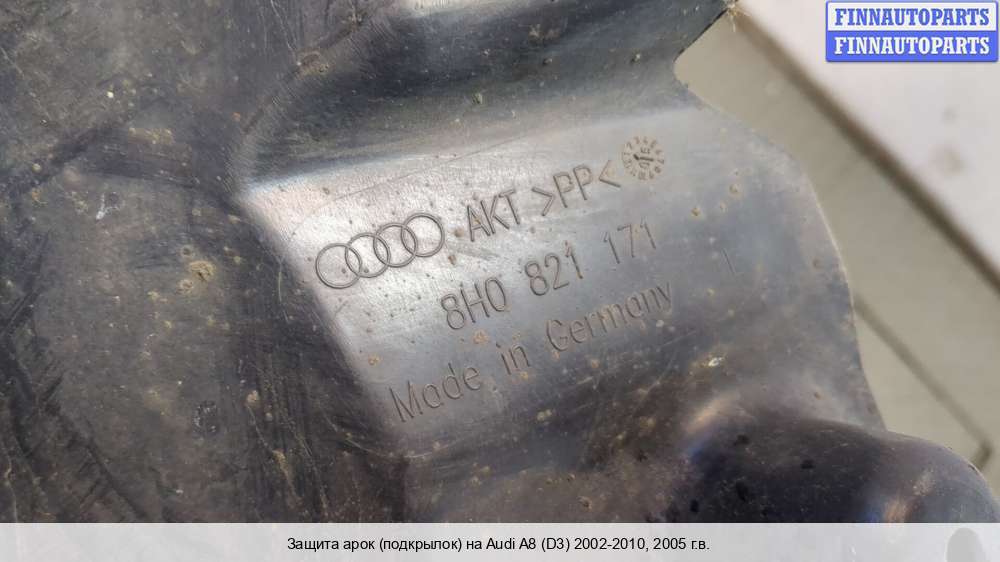 FINNAUTOPARTS
FINNAUTOPARTS
AKT >PP<
8H0 821 171
Made in Germany
Защита арок (подкрылок) на Audi A8 (D3) 2002-2010, 2005 г.в.